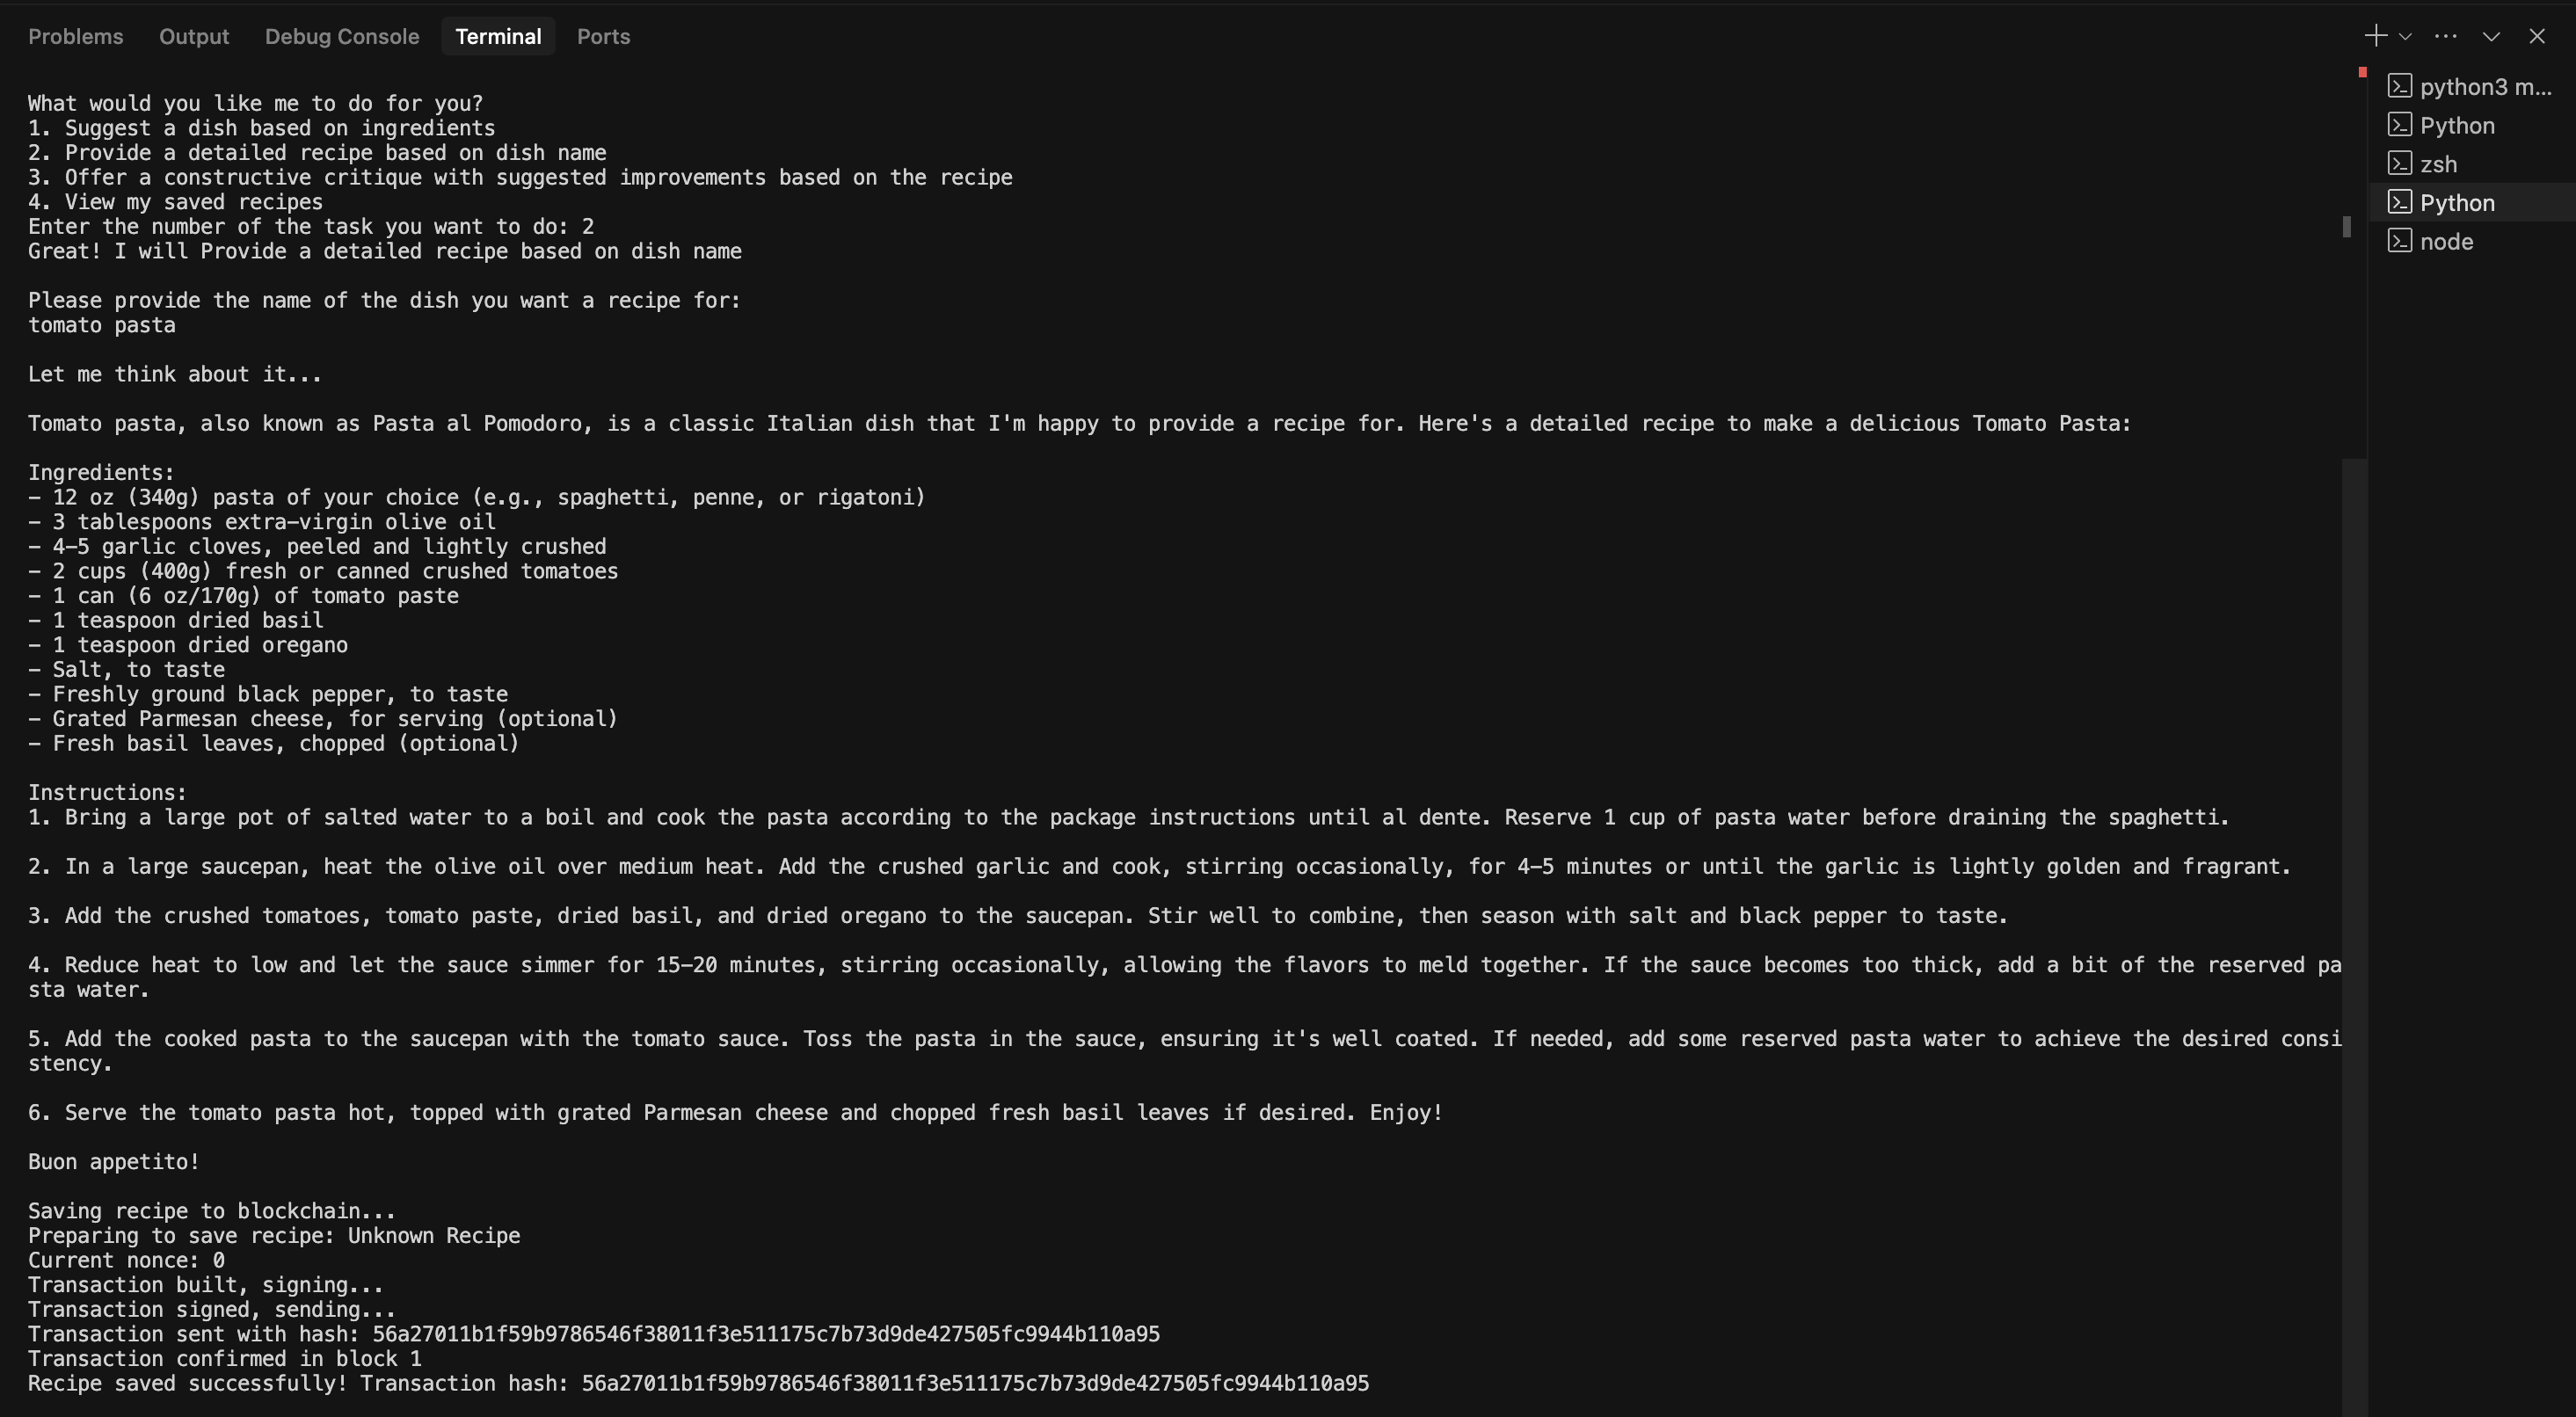 Problems Output Debug Console Terminal Ports
What would you like me to do for you?
1. Suggest a dish based on ingredients
2. Provide a detailed recipe based on dish name
3. Offer a constructive critique with suggested improvements based on the recipe
4. View my saved recipes
Enter the number of the task you want to do: 2
Great! I will Provide a detailed recipe based on dish name
Please provide the name of the dish you want a recipe for:
tomato pasta
Let me think about it...
Tomato pasta, also known as Pasta al Pomodoro, is a classic Italian dish that I'm happy to provide a recipe for. Here's a detailed recipe to make a delicious Tomato Pasta:
Ingredients:
- 12 oz (340g) pasta of your choice (e.g., spaghetti, penne, or rigatoni)
- 3 tablespoons extra-virgin olive oil
- 4-5 garlic cloves, peeled and lightly crushed
- 2 cups (400g) fresh or canned crushed tomatoes
- 1 can (6 oz/170g) of tomato paste
- 1 teaspoon dried basil
- 1 teaspoon dried oregano
- Salt, to taste
- Freshly ground black pepper, to taste
- Grated Parmesan cheese, for serving (optional)
- Fresh basil leaves, chopped (optional)
Instructions:
1. Bring a large pot of salted water to a boil and cook the pasta according to the package instructions until al dente. Reserve 1 cup of pasta water before draining the spaghetti.
2. In a large saucepan, heat the olive oil over medium heat. Add the crushed garlic and cook, stirring occasionally, for 4-5 minutes or until the garlic is lightly golden and fragrant.
3. Add the crushed tomatoes, tomato paste, dried basil, and dried oregano to the saucepan. Stir well to combine, then season with salt and black pepper to taste.
4. Reduce heat to low and let the sauce simmer for 15-20 minutes, stirring occasionally, allowing the flavors to meld together. If the sauce becomes too thick, add a bit of the reserved pa
sta water.
5. Add the cooked pasta to the saucepan with the tomato sauce. Toss the pasta in the sauce, ensuring it's well coated. If needed, add some reserved pasta water to achieve the desired consi
stency.
6. Serve the tomato pasta hot, topped with grated Parmesan cheese and chopped fresh basil leaves if desired. Enjoy!
Buon appetito!
Saving recipe to blockchain...
Preparing to save recipe: Unknown Recipe
Current nonce: 0
Transaction built, signing...
Transaction signed, sending...
Transaction sent with hash: 56a27011b1f59b9786546f38011f3e511175c7b73d9de427505fc9944b110a95
Transaction confirmed in block 1
Recipe saved successfully! Transaction hash: 56a27011b1f59b9786546f38011f3e511175c7b73d9de427505fc9944b110a95
python3 m...
Python
zsh
Python
node